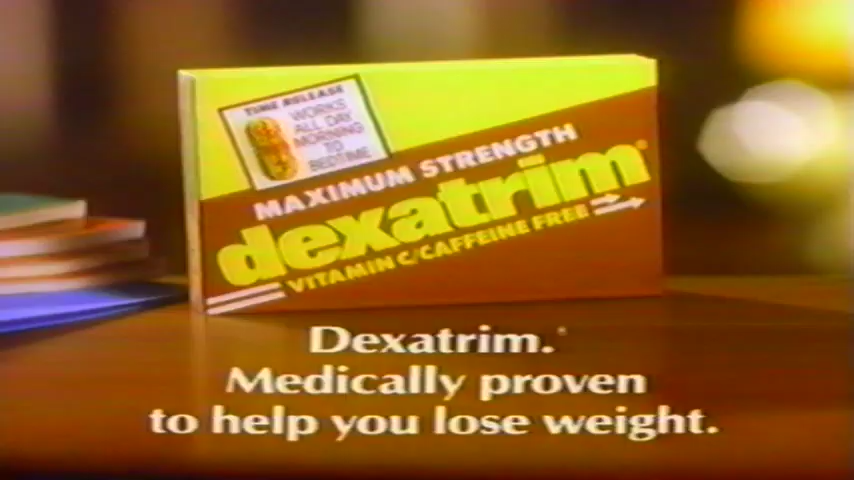 TIME RELEASE
WORKS
ALL DAY
MORNING
TO
BEDTIME
MAXIMUM STRENGTH
dexatrim®
VITAMIN C/CAFFEINE FREE
Dexatrim.®
Medically proven
to help you lose weight.